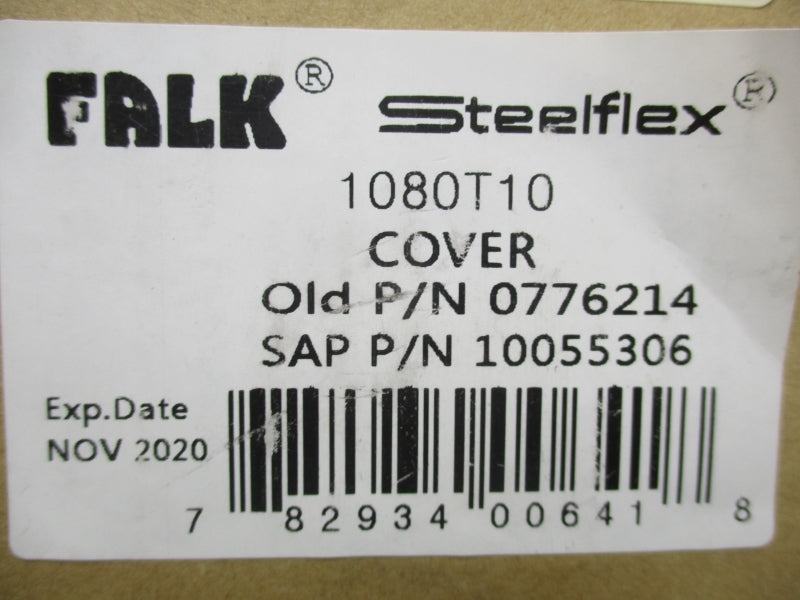 FALK® Steelflex®
1080T10
COVER
Old P/N 0776214
SAP P/N 10055306
Exp.Date
NOV 2020
7 82934 00641 8